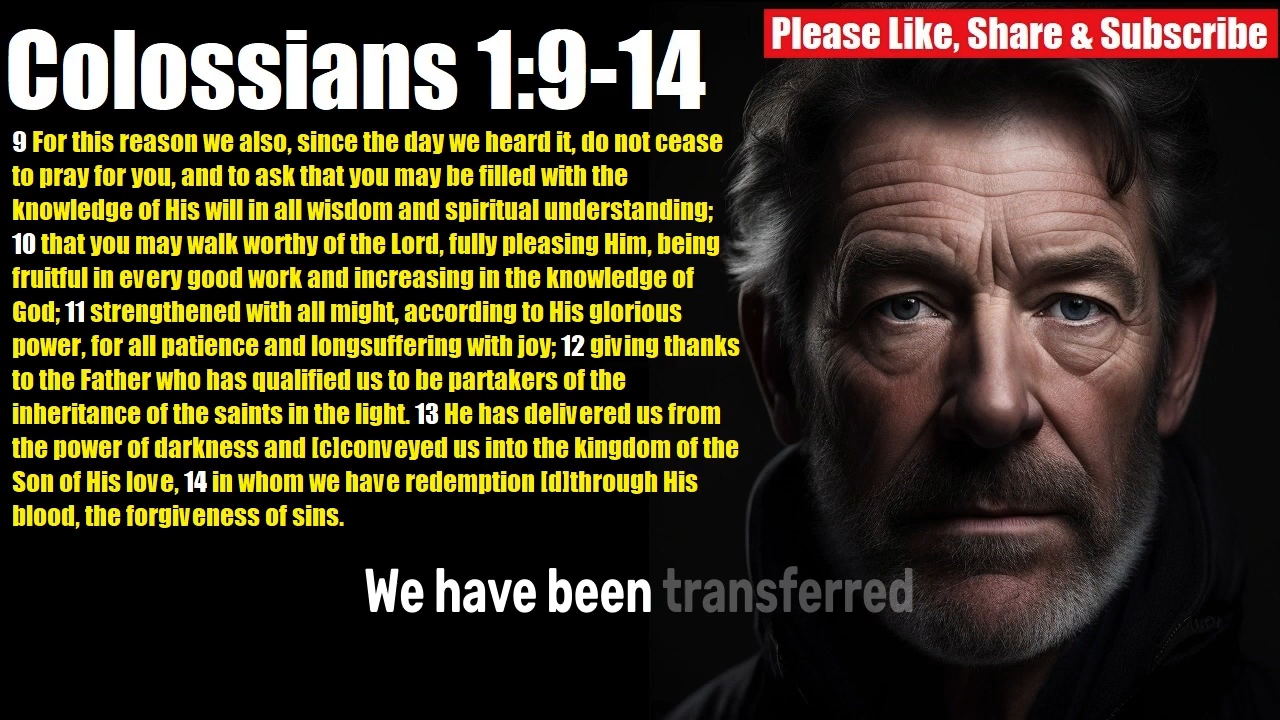 Colossians 1:9-14
Please Like, Share & Subscribe
9 For this reason we also, since the day we heard it, do not cease
to pray for you, and to ask that you may be filled with the
knowledge of His will in all wisdom and spiritual understanding;
10 that you may walk worthy of the Lord, fully pleasing Him, being
fruitful in every good work and increasing in the knowledge of
God; 11 strengthened with all might, according to His glorious
power, for all patience and longsuffering with joy; 12 giving thanks
to the Father who has qualified us to be partakers of the
inheritance of the saints in the light. 13 He has delivered us from
the power of darkness and [c]conveyed us into the kingdom of the
Son of His love, 14 in whom we have redemption [d]through His
blood, the forgiveness of sins.
We have been transferred